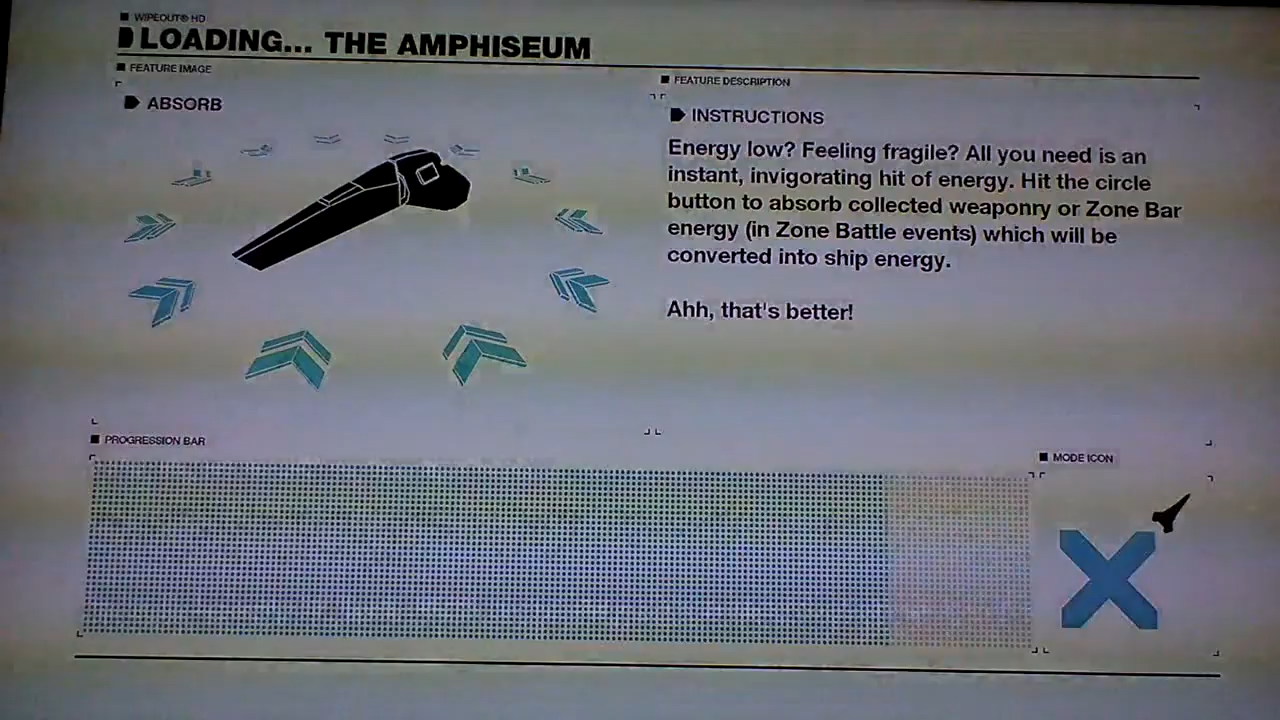 WIPEOUT® HD
LOADING... THE AMPHISEUM
FEATURE IMAGE
ABSORB
FEATURE DESCRIPTION
INSTRUCTIONS
Energy low? Feeling fragile? All you need is an
instant, invigorating hit of energy. Hit the circle
button to absorb collected weaponry or Zone Bar
energy (in Zone Battle events) which will be
converted into ship energy.
Ahh, that's better!
PROGRESSION BAR
MODE ICON